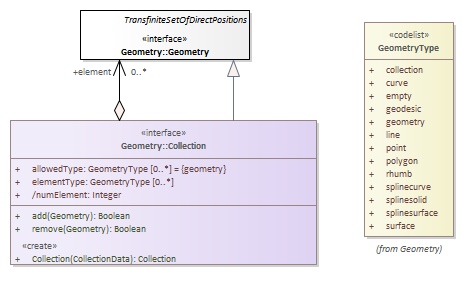 TransfiniteSetOfDirectPositions
«interface»
Geometry::Geometry
+element
0..*
«interface»
Geometry::Collection
+ allowedType: GeometryType [0..*] = {geometry}
+ elementType: GeometryType [0..*]
+ /numElement: Integer
+ add(Geometry): Boolean
+ remove(Geometry): Boolean
«create»
+ Collection(CollectionData): Collection
«codelist»
GeometryType
+ collection
+ curve
+ empty
+ geodesic
+ geometry
+ line
+ point
+ polygon
+ rhumb
+ splinecurve
+ splinesolid
+ splinesurface
+ surface
(from Geometry)